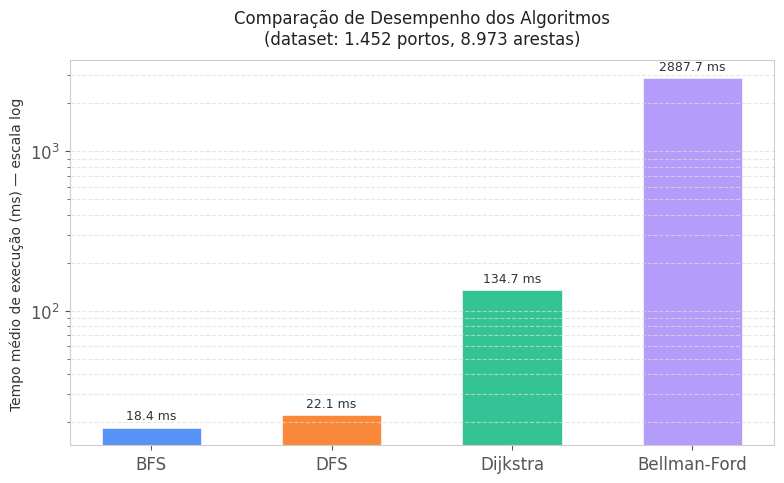 Comparação de Desempenho dos Algoritmos
(dataset: 1.452 portos, 8.973 arestas)
Tempo médio de execução (ms) — escala log
10³
10²
18.4 ms
22.1 ms
134.7 ms
2887.7 ms
BFS
DFS
Dijkstra
Bellman-Ford